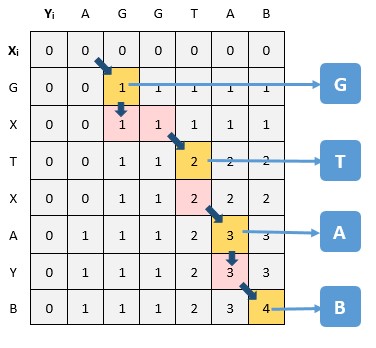 Yi A G G T A B
Xi 0 0 0 0 0 0 0
G 0 0 1 1 1 1 1 G
X 0 0 1 1 1 1 1
T 0 0 1 1 2 2 2 T
X 0 0 1 1 2 2 2
A 0 1 1 1 2 3 3 A
Y 0 1 1 1 2 3 3
B 0 1 1 1 2 3 4 B